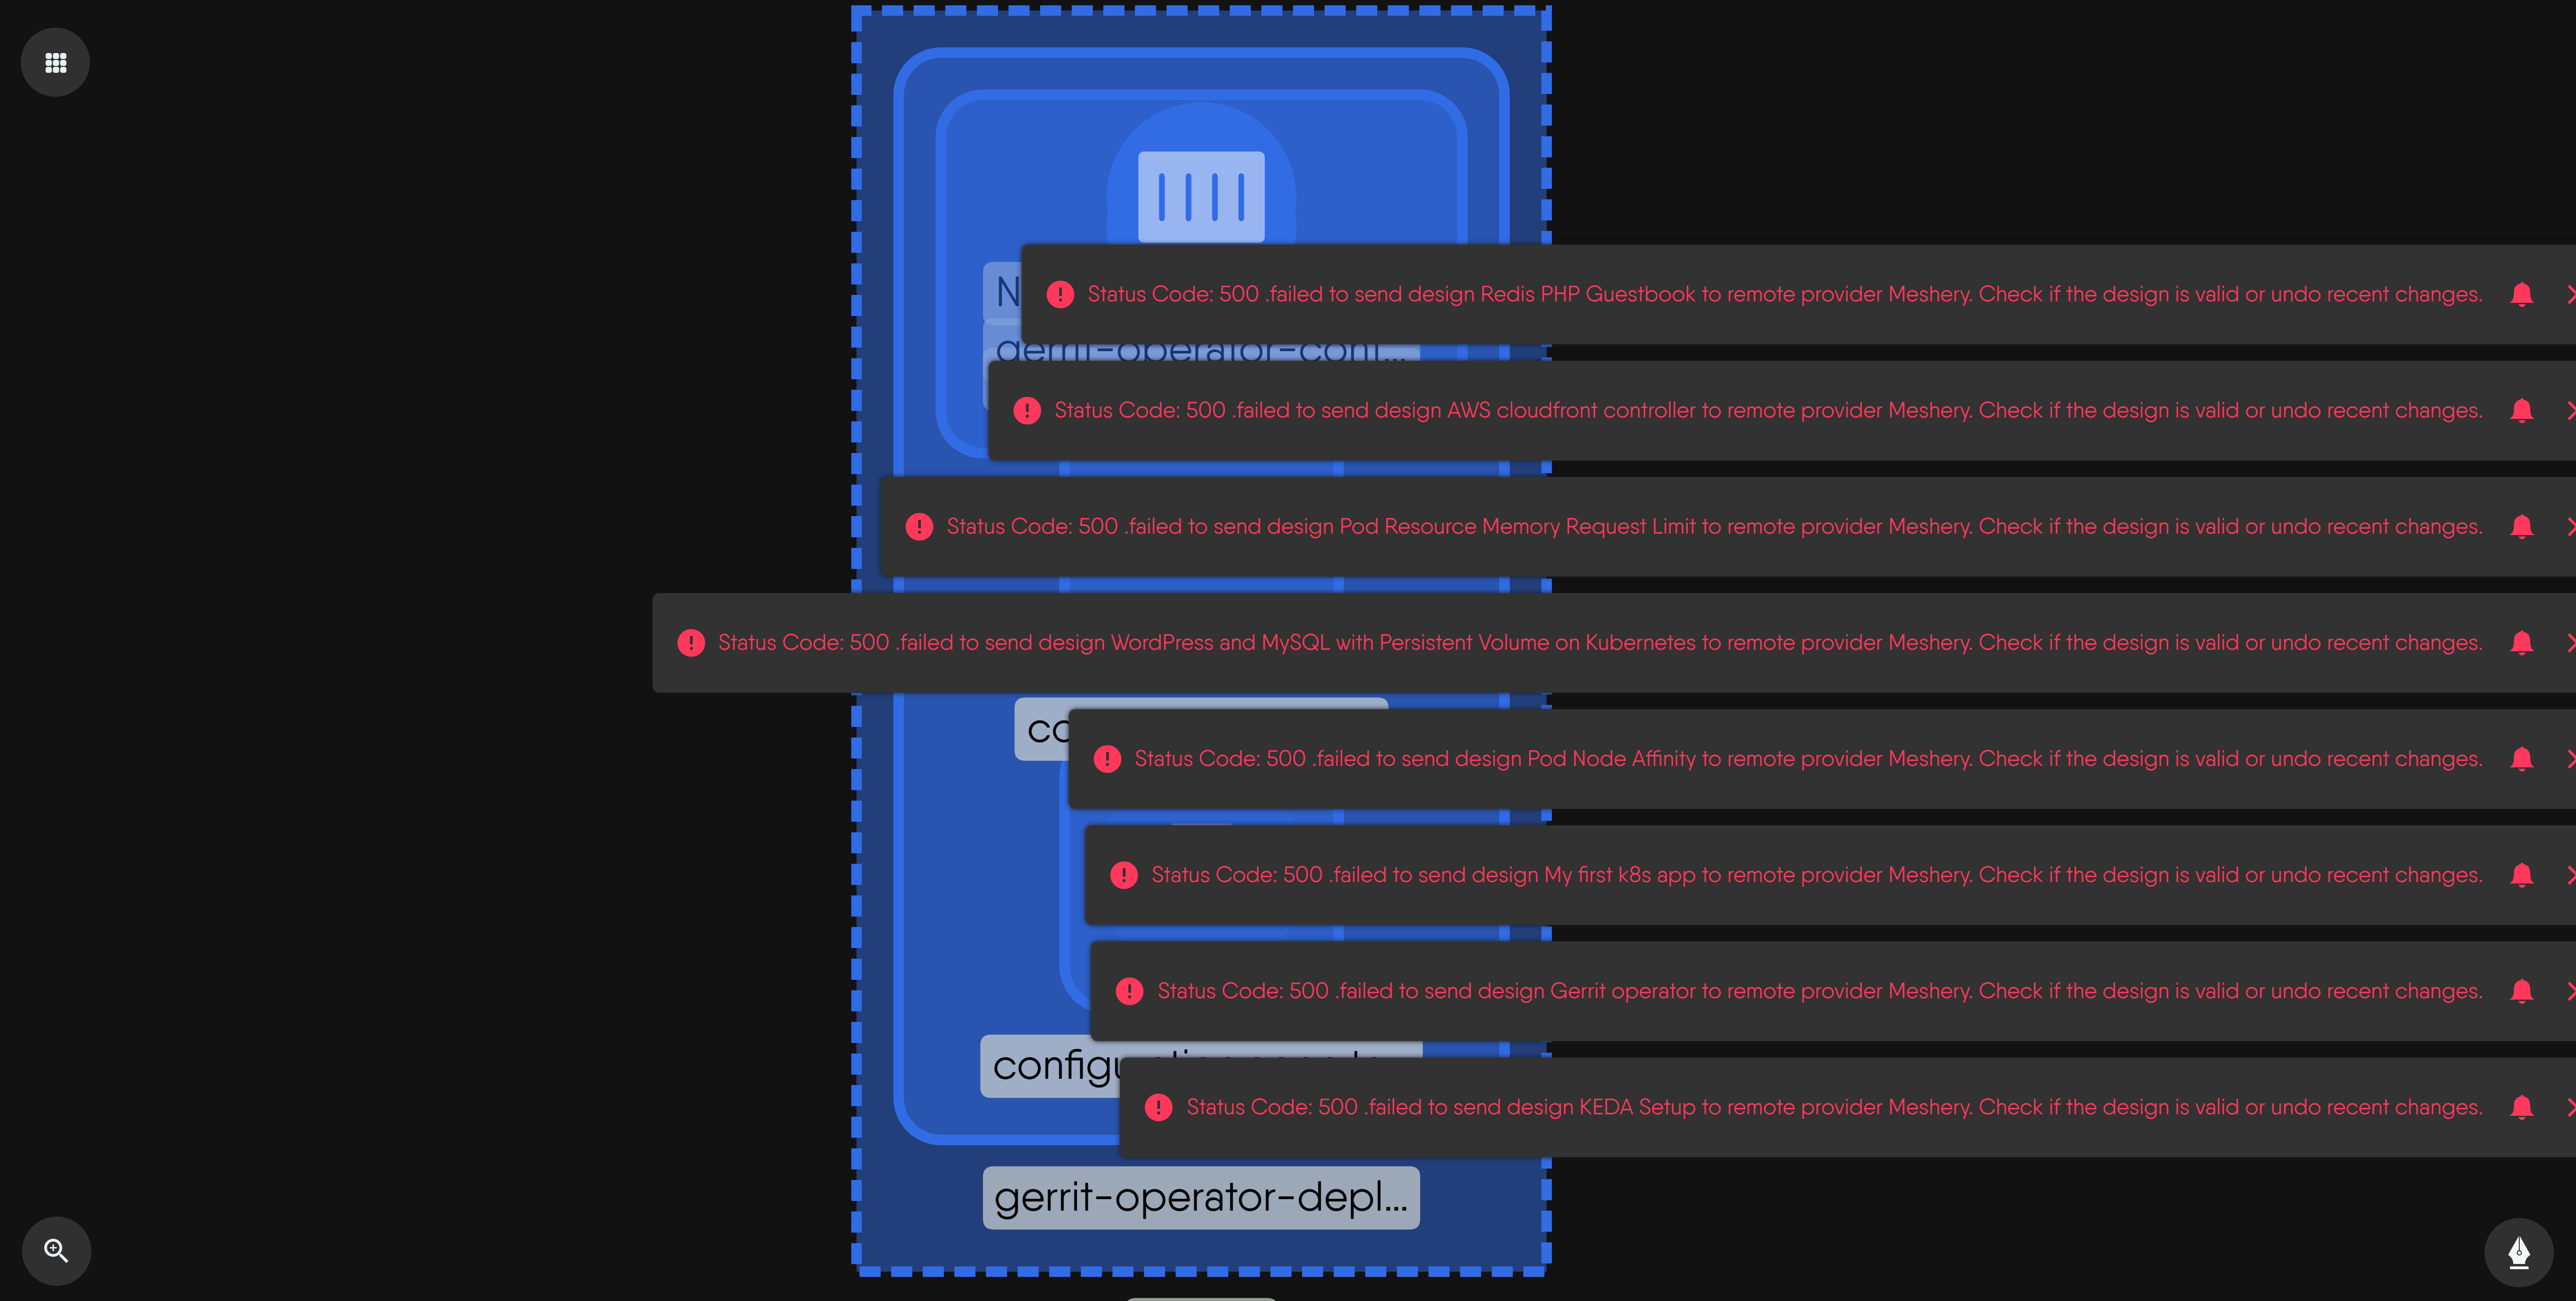 N
Status Code: 500 .failed to send design Redis PHP Guestbook to remote provider Meshery. Check if the design is valid or undo recent changes.
gerrit-operator-conf...
Status Code: 500 .failed to send design AWS cloudfront controller to remote provider Meshery. Check if the design is valid or undo recent changes.
Status Code: 500 .failed to send design Pod Resource Memory Request Limit to remote provider Meshery. Check if the design is valid or undo recent changes.
Status Code: 500 .failed to send design WordPress and MySQL with Persistent Volume on Kubernetes to remote provider Meshery. Check if the design is valid or undo recent changes.
Status Code: 500 .failed to send design Pod Node Affinity to remote provider Meshery. Check if the design is valid or undo recent changes.
Status Code: 500 .failed to send design My first k8s app to remote provider Meshery. Check if the design is valid or undo recent changes.
Status Code: 500 .failed to send design Gerrit operator to remote provider Meshery. Check if the design is valid or undo recent changes.
Status Code: 500 .failed to send design KEDA Setup to remote provider Meshery. Check if the design is valid or undo recent changes.
gerrit-operator-depl...